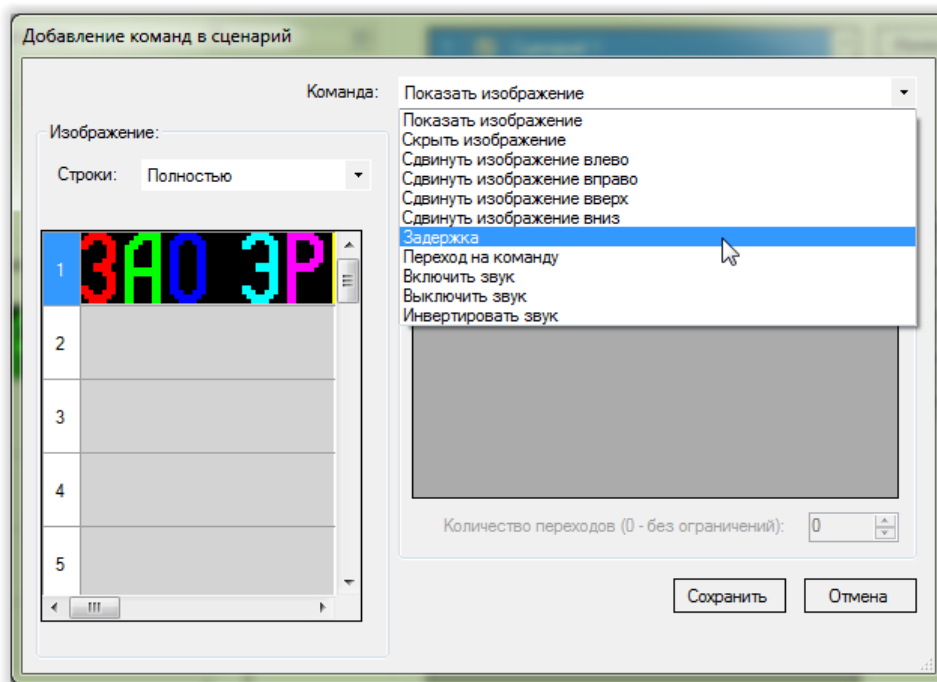 Добавление команд в сценарий
Команда:
Показать изображение
Показать изображение
Скрыть изображение
Сдвинуть изображение влево
Сдвинуть изображение вправо
Сдвинуть изображение вверх
Сдвинуть изображение вниз
Задержка
Переход на команду
Включить звук
Выключить звук
Инвертировать звук
Изображение:
Строки:
Полностью
1
ЗАО ЭР
2
3
4
5
Количество переходов (0 - без ограничений):
0
Сохранить
Отмена